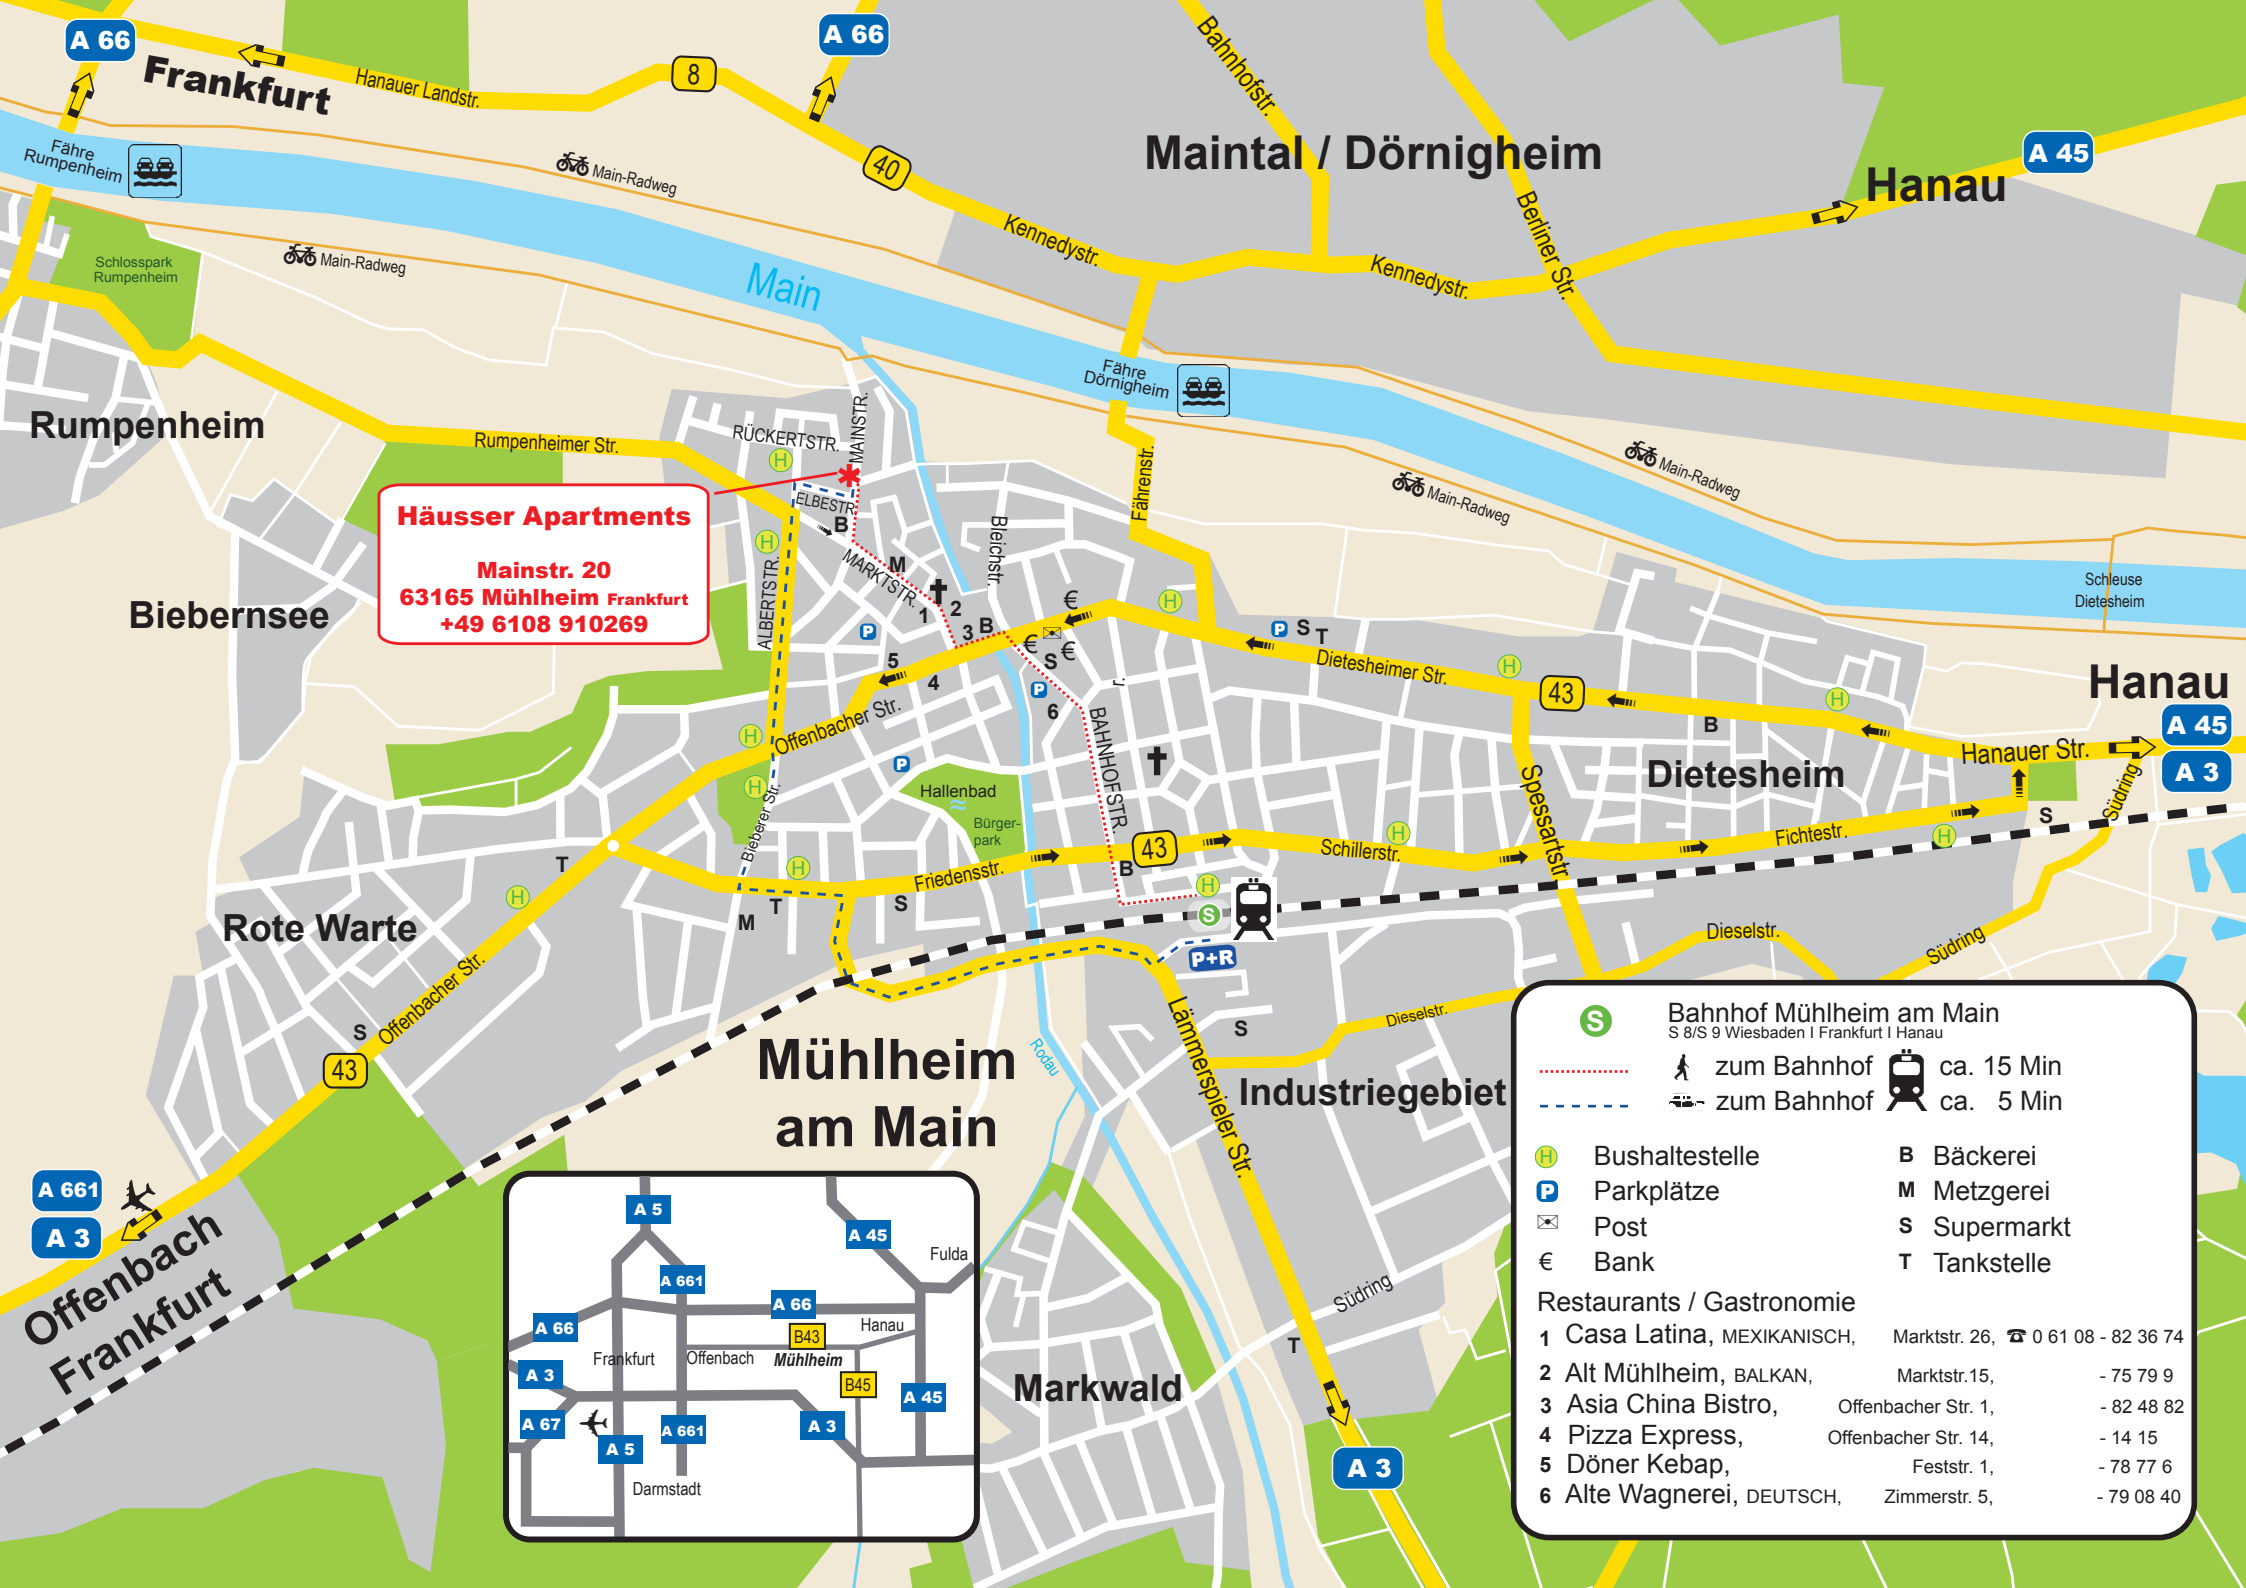 A 66
Frankfurt
Hanauer Landstr.
8
A 66
40
Bahnhofstr.
Maintal / Dörnigheim
Hanau
A 45
Fähre
Rumpenheim
Main-Radweg
Main-Radweg
Kennedystr.
Kennedystr.
Berliner Str.
Schlosspark
Rumpenheim
Main
Fähre
Dörnigheim
Rumpenheim
Rumpenheimer Str.
RÜCKERTSTR.
MAINSTR.
H
ELBESTR.
B
Häusser Apartments
Mainstr. 20
63165 Mühlheim Frankfurt
+49 6108 910269
Fährenstr.
Main-Radweg
Main-Radweg
Bleichstr.
H
ALBERTSTR.
M
MARKTSTR.
1
2
3
B
€
€
€
S
H
P
P
6
5
4
P S T
Schleuse
Dietesheim
Biebernsee
Dietesheimer Str.
H
43
H
B
Hanau
A 45
A 3
Hanauer Str.
Südring
H
Offenbacher Str.
P
H
Bieberer Str.
Hallenbad
Bürger-
park
BAHNHOFSTR.
Dietesheim
Spessartstr.
S
T
H
H
Friedensstr.
43
B
Schillerstr.
H
Fichtestr.
H
Rote Warte
M
T
S
H
S
P+R
Dieselstr.
Südring
Offenbacher Str.
S
43
Mühlheim
am Main
Rodau
Lämmerspieler Str.
S
Dieselstr.
Industriegebiet
A 661
A 3
Offenbach
Frankfurt
Südring
T
Markwald
A 3
A 5
A 45
Fulda
A 661
A 66
A 66
B43
Hanau
Frankfurt
Offenbach
Mühlheim
A 3
B45
A 45
A 67
A 5
A 661
A 3
Darmstadt
S Bahnhof Mühlheim am Main
S 8/S 9 Wiesbaden I Frankfurt I Hanau
zum Bahnhof ca. 15 Min
zum Bahnhof ca. 5 Min
H Bushaltestelle B Bäckerei
P Parkplätze M Metzgerei
Post S Supermarkt
€ Bank T Tankstelle
Restaurants / Gastronomie
1 Casa Latina, MEXIKANISCH, Marktstr. 26, ☎ 0 61 08 - 82 36 74
2 Alt Mühlheim, BALKAN, Marktstr.15, - 75 79 9
3 Asia China Bistro, Offenbacher Str. 1, - 82 48 82
4 Pizza Express, Offenbacher Str. 14, - 14 15
5 Döner Kebap, Feststr. 1, - 78 77 6
6 Alte Wagnerei, DEUTSCH, Zimmerstr. 5, - 79 08 40